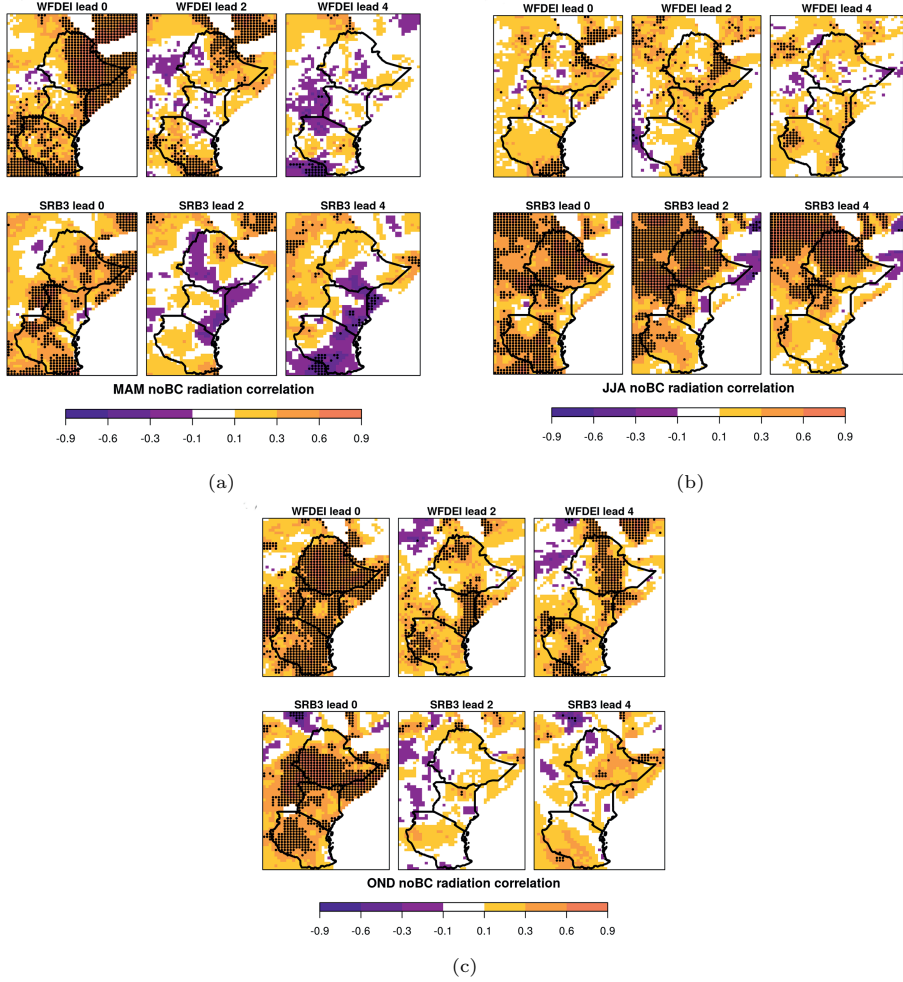 WFDEI lead 0 WFDEI lead 2 WFDEI lead 4
SRB3 lead 0 SRB3 lead 2 SRB3 lead 4
MAM noBC radiation correlation
-0.9 -0.6 -0.3 -0.1 0.1 0.3 0.6 0.9
(a)
WFDEI lead 0 WFDEI lead 2 WFDEI lead 4
SRB3 lead 0 SRB3 lead 2 SRB3 lead 4
JJA noBC radiation correlation
-0.9 -0.6 -0.3 -0.1 0.1 0.3 0.6 0.9
(b)
WFDEI lead 0 WFDEI lead 2 WFDEI lead 4
SRB3 lead 0 SRB3 lead 2 SRB3 lead 4
OND noBC radiation correlation
-0.9 -0.6 -0.3 -0.1 0.1 0.3 0.6 0.9
(c)